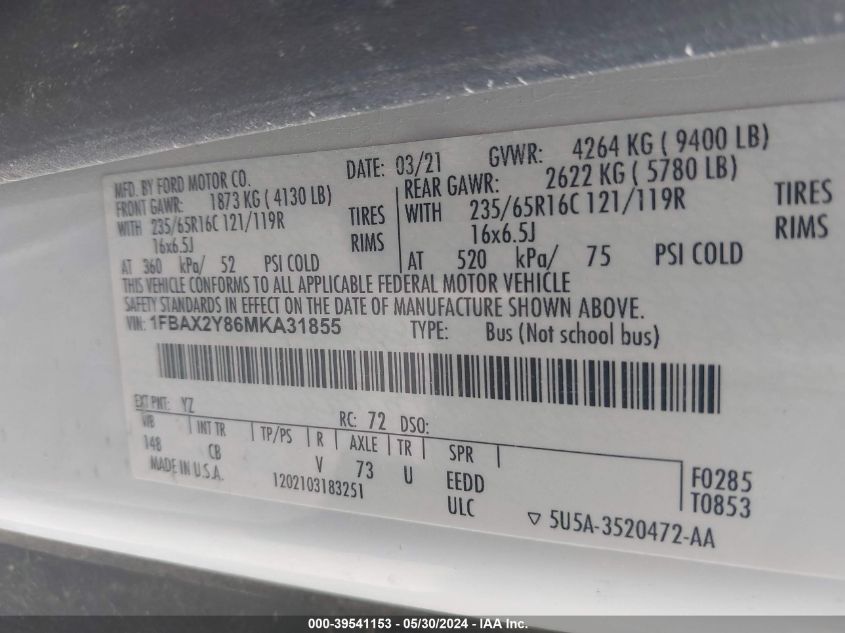 MFD. BY FORD MOTOR CO. DATE: 03/21 GVWR: 4264 KG ( 9400 LB)
FRONT GAWR: 1873 KG ( 4130 LB) REAR GAWR: 2622 KG ( 5780 LB)
WITH 235/65R16C 121/119R TIRES WITH 235/65R16C 121/119R TIRES
16x6.5J RIMS 16x6.5J RIMS
AT 360 kPa/ 52 PSI COLD AT 520 kPa/ 75 PSI COLD
THIS VEHICLE CONFORMS TO ALL APPLICABLE FEDERAL MOTOR VEHICLE
SAFETY STANDARDS IN EFFECT ON THE DATE OF MANUFACTURE SHOWN ABOVE.
VIN: 1FBAX2Y86MKA31855 TYPE: Bus (Not school bus)
EXT PNT: YZ RC: 72 DSO:
WB INT TR TP/PS R AXLE TR SPR
148 CB V 73 U EEDD F0285
MADE IN U.S.A. 1202103183251 ULC T0853
▽ 5U5A-3520472-AA
000-39541153 - 05/30/2024 - IAA Inc.